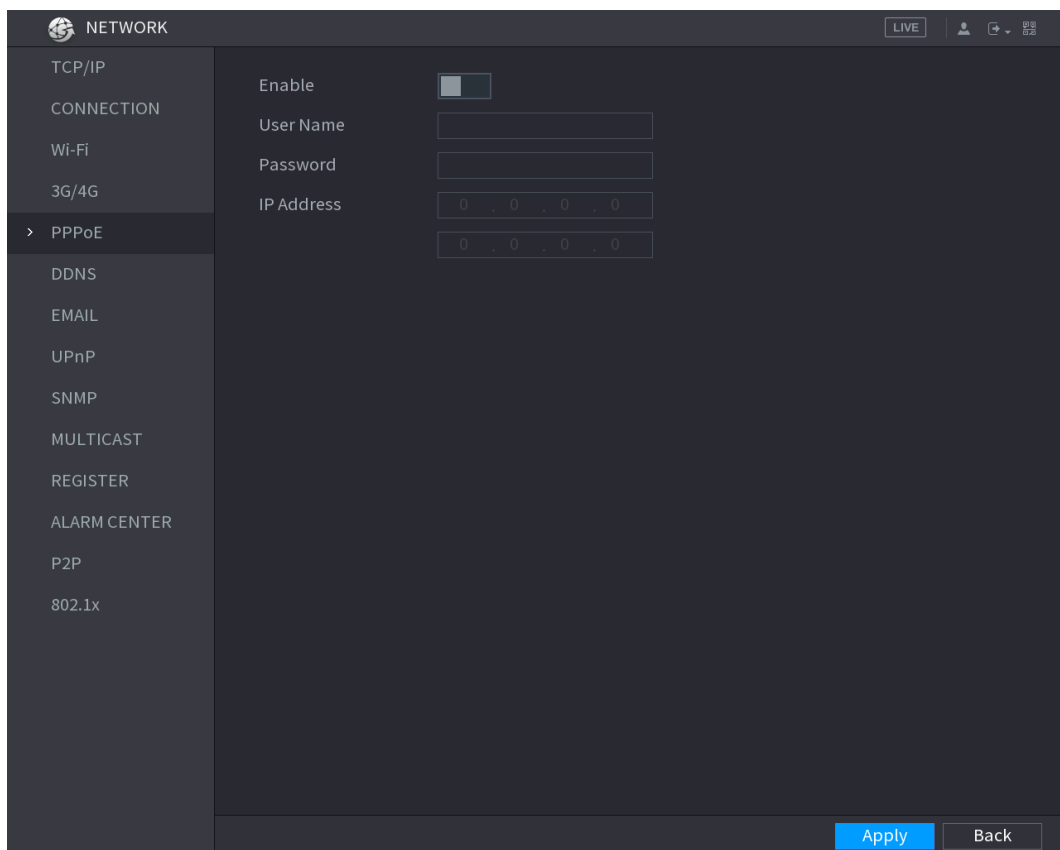 NETWORK
LIVE
TCP/IP
CONNECTION
Wi-Fi
3G/4G
PPPoE
DDNS
EMAIL
UPnP
SNMP
MULTICAST
REGISTER
ALARM CENTER
P2P
802.1x
Enable
User Name
Password
IP Address 0 . 0 . 0 . 0
0 . 0 . 0 . 0
Apply
Back